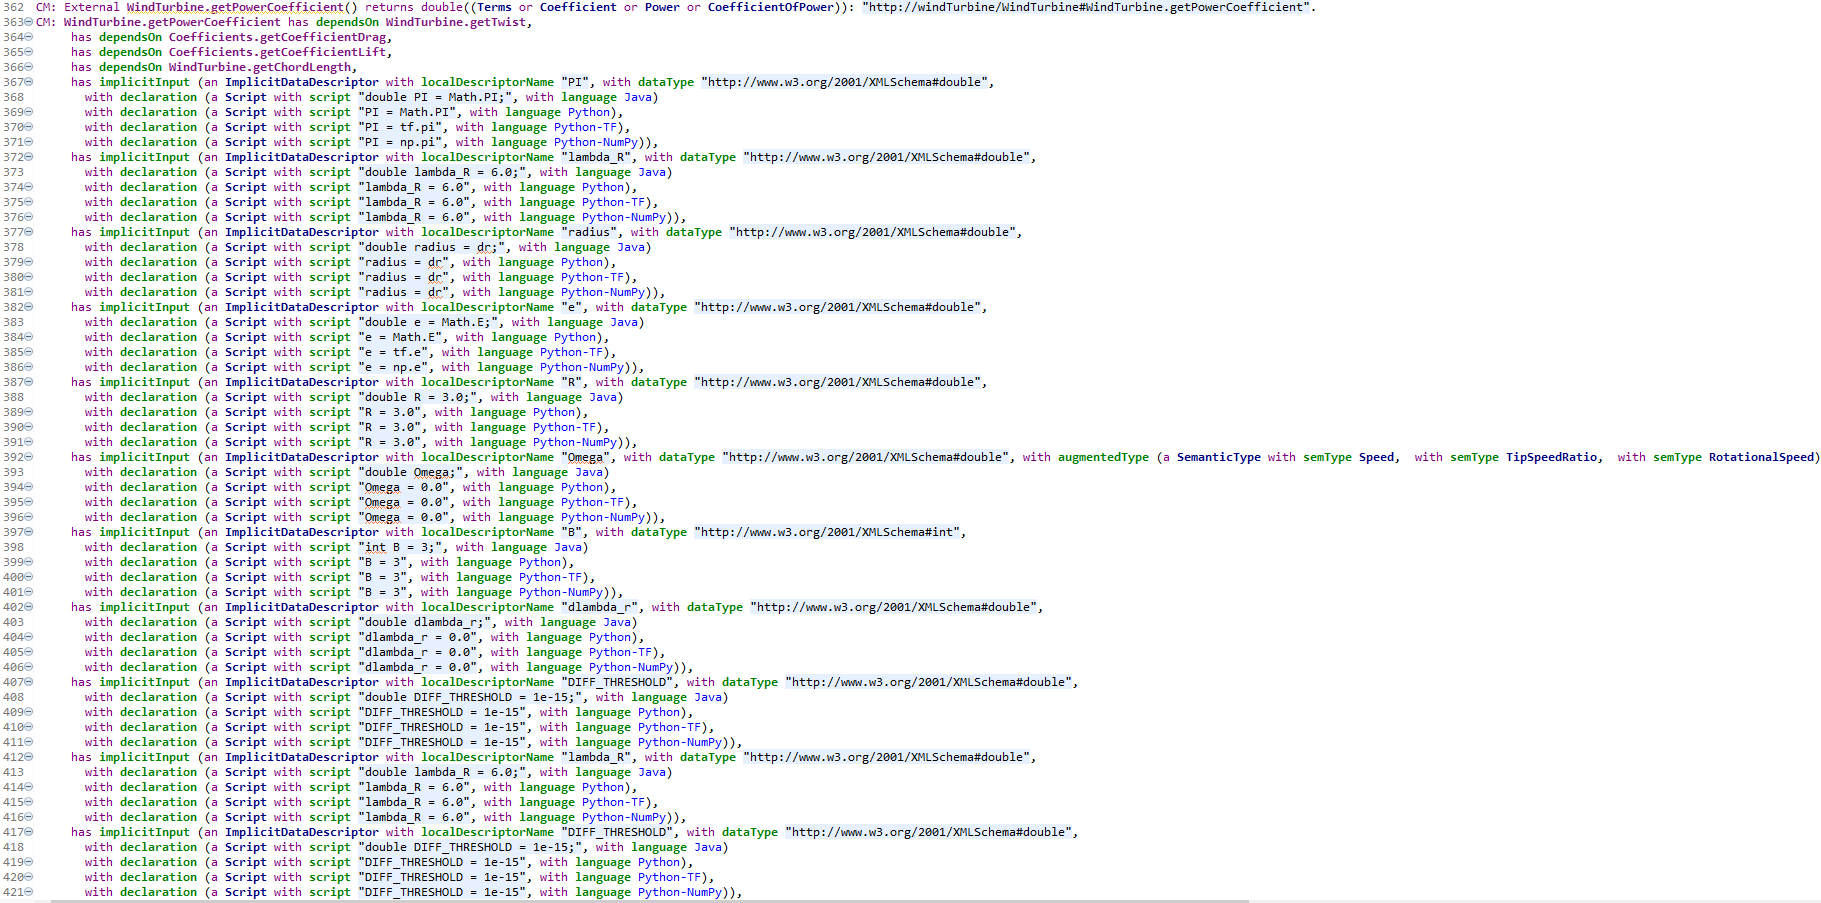 362 CM: External WindTurbine.getPowerCoefficient() returns double((Terms or Coefficient or Power or CoefficientOfPower)): "http://windTurbine/WindTurbine#WindTurbine.getPowerCoefficient".
363 CM: WindTurbine.getPowerCoefficient has dependsOn WindTurbine.getTwist,
364 has dependsOn Coefficients.getCoefficientDrag,
365 has dependsOn Coefficients.getCoefficientLift,
366 has dependsOn WindTurbine.getChordLength,
367 has implicitInput (an ImplicitDataDescriptor with localDescriptorName "PI", with dataType "http://www.w3.org/2001/XMLSchema#double",
368 with declaration (a Script with script "double PI = Math.PI;", with language Java)
369 with declaration (a Script with script "PI = Math.PI", with language Python),
370 with declaration (a Script with script "PI = tf.pi", with language Python-TF),
371 with declaration (a Script with script "PI = np.pi", with language Python-NumPy)),
372 has implicitInput (an ImplicitDataDescriptor with localDescriptorName "lambda_R", with dataType "http://www.w3.org/2001/XMLSchema#double",
373 with declaration (a Script with script "double lambda_R = 6.0;", with language Java)
374 with declaration (a Script with script "lambda_R = 6.0", with language Python),
375 with declaration (a Script with script "lambda_R = 6.0", with language Python-TF),
376 with declaration (a Script with script "lambda_R = 6.0", with language Python-NumPy)),
377 has implicitInput (an ImplicitDataDescriptor with localDescriptorName "radius", with dataType "http://www.w3.org/2001/XMLSchema#double",
378 with declaration (a Script with script "double radius = dr;", with language Java)
379 with declaration (a Script with script "radius = dr", with language Python),
380 with declaration (a Script with script "radius = dr", with language Python-TF),
381 with declaration (a Script with script "radius = dr", with language Python-NumPy)),
382 has implicitInput (an ImplicitDataDescriptor with localDescriptorName "e", with dataType "http://www.w3.org/2001/XMLSchema#double",
383 with declaration (a Script with script "double e = Math.E;", with language Java)
384 with declaration (a Script with script "e = Math.E", with language Python),
385 with declaration (a Script with script "e = tf.e", with language Python-TF),
386 with declaration (a Script with script "e = np.e", with language Python-NumPy)),
387 has implicitInput (an ImplicitDataDescriptor with localDescriptorName "R", with dataType "http://www.w3.org/2001/XMLSchema#double",
388 with declaration (a Script with script "double R = 3.0;", with language Java)
389 with declaration (a Script with script "R = 3.0", with language Python),
390 with declaration (a Script with script "R = 3.0", with language Python-TF),
391 with declaration (a Script with script "R = 3.0", with language Python-NumPy)),
392 has implicitInput (an ImplicitDataDescriptor with localDescriptorName "Omega", with dataType "http://www.w3.org/2001/XMLSchema#double", with augmentedType (a SemanticType with semType Speed, with semType TipSpeedRatio, with semType RotationalSpeed)
393 with declaration (a Script with script "double Omega;", with language Java)
394 with declaration (a Script with script "Omega = 0.0", with language Python),
395 with declaration (a Script with script "Omega = 0.0", with language Python-TF),
396 with declaration (a Script with script "Omega = 0.0", with language Python-NumPy)),
397 has implicitInput (an ImplicitDataDescriptor with localDescriptorName "B", with dataType "http://www.w3.org/2001/XMLSchema#int",
398 with declaration (a Script with script "int B = 3;", with language Java)
399 with declaration (a Script with script "B = 3", with language Python),
400 with declaration (a Script with script "B = 3", with language Python-TF),
401 with declaration (a Script with script "B = 3", with language Python-NumPy)),
402 has implicitInput (an ImplicitDataDescriptor with localDescriptorName "dlambda_r", with dataType "http://www.w3.org/2001/XMLSchema#double",
403 with declaration (a Script with script "double dlambda_r;", with language Java)
404 with declaration (a Script with script "dlambda_r = 0.0", with language Python),
405 with declaration (a Script with script "dlambda_r = 0.0", with language Python-TF),
406 with declaration (a Script with script "dlambda_r = 0.0", with language Python-NumPy)),
407 has implicitInput (an ImplicitDataDescriptor with localDescriptorName "DIFF_THRESHOLD", with dataType "http://www.w3.org/2001/XMLSchema#double",
408 with declaration (a Script with script "double DIFF_THRESHOLD = 1e-15;", with language Java)
409 with declaration (a Script with script "DIFF_THRESHOLD = 1e-15", with language Python),
410 with declaration (a Script with script "DIFF_THRESHOLD = 1e-15", with language Python-TF),
411 with declaration (a Script with script "DIFF_THRESHOLD = 1e-15", with language Python-NumPy)),
412 has implicitInput (an ImplicitDataDescriptor with localDescriptorName "lambda_R", with dataType "http://www.w3.org/2001/XMLSchema#double",
413 with declaration (a Script with script "double lambda_R = 6.0;", with language Java)
414 with declaration (a Script with script "lambda_R = 6.0", with language Python),
415 with declaration (a Script with script "lambda_R = 6.0", with language Python-TF),
416 with declaration (a Script with script "lambda_R = 6.0", with language Python-NumPy)),
417 has implicitInput (an ImplicitDataDescriptor with localDescriptorName "DIFF_THRESHOLD", with dataType "http://www.w3.org/2001/XMLSchema#double",
418 with declaration (a Script with script "double DIFF_THRESHOLD = 1e-15;", with language Java)
419 with declaration (a Script with script "DIFF_THRESHOLD = 1e-15", with language Python),
420 with declaration (a Script with script "DIFF_THRESHOLD = 1e-15", with language Python-TF),
421 with declaration (a Script with script "DIFF_THRESHOLD = 1e-15", with language Python-NumPy)),